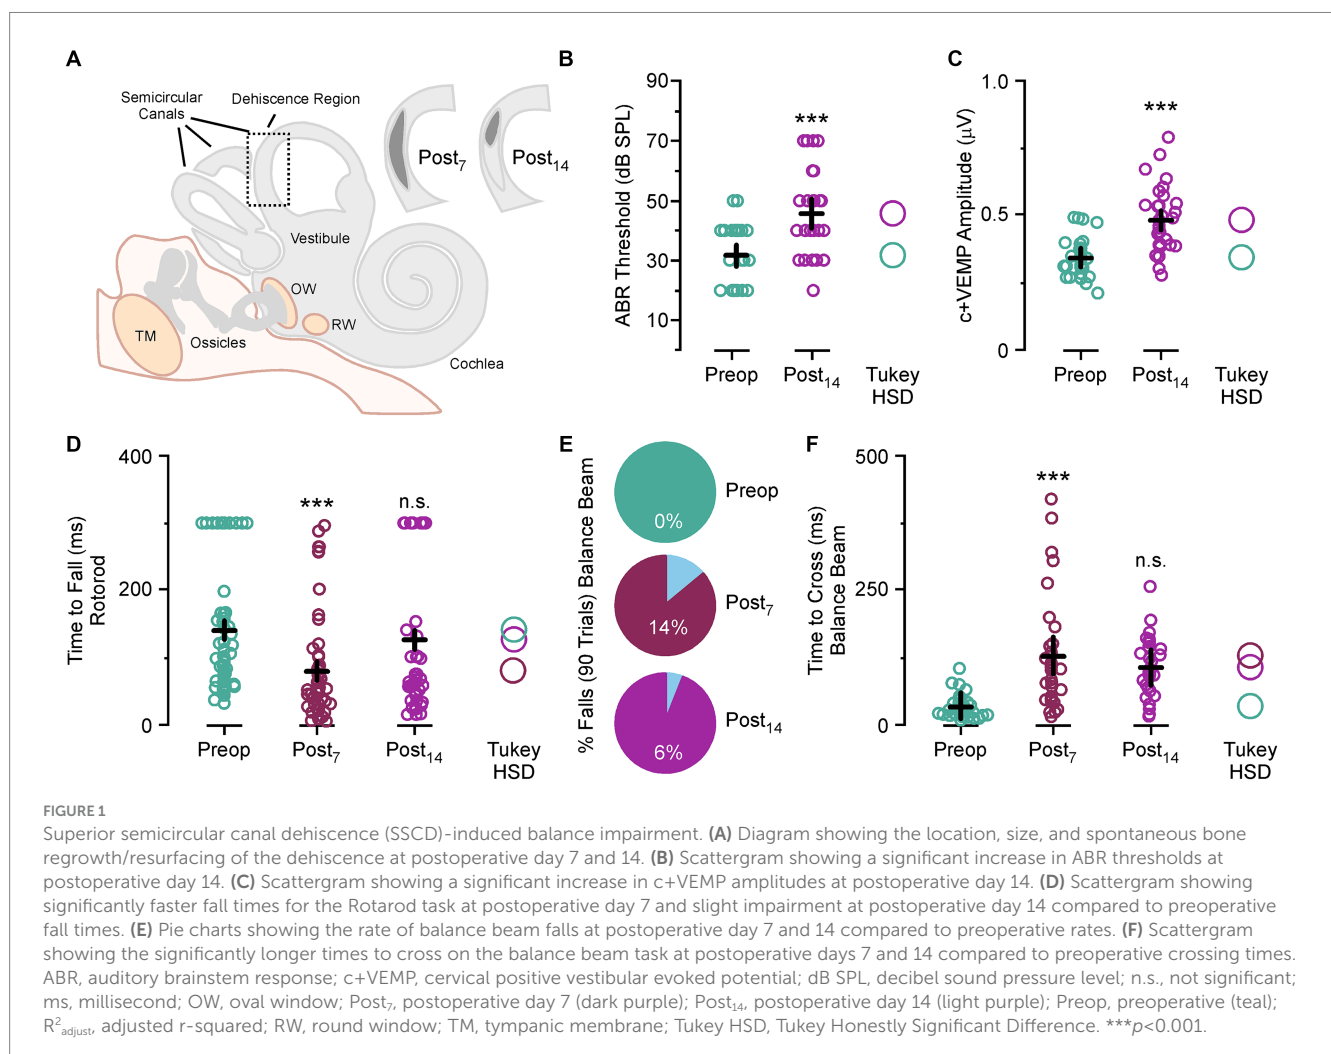 A
Semicircular
Canals
Dehiscence Region
Post7
Post14
Vestibule
OW
RW
TM
Ossicles
Cochlea
B
ABR Threshold (dB SPL)
90
70
50
30
10
***
Preop
Post14
Tukey
HSD
C
c+VEMP Amplitude (µV)
1.0
0.5
0
***
Preop
Post14
Tukey
HSD
D
Time to Fall (ms)
Rotorod
400
200
0
***
n.s.
Preop
Post7
Post14
Tukey
HSD
E
% Falls (90 Trials) Balance Beam
0%
Preop
14%
Post7
6%
Post14
F
Time to Cross (ms)
Balance Beam
500
250
0
***
n.s.
Preop
Post7
Post14
Tukey
HSD
FIGURE 1
Superior semicircular canal dehiscence (SSCD)-induced balance impairment. (A) Diagram showing the location, size, and spontaneous bone
regrowth/resurfacing of the dehiscence at postoperative day 7 and 14. (B) Scattergram showing a significant increase in ABR thresholds at
postoperative day 14. (C) Scattergram showing a significant increase in c+VEMP amplitudes at postoperative day 14. (D) Scattergram showing
significantly faster fall times for the Rotarod task at postoperative day 7 and slight impairment at postoperative day 14 compared to preoperative
fall times. (E) Pie charts showing the rate of balance beam falls at postoperative day 7 and 14 compared to preoperative rates. (F) Scattergram
showing the significantly longer times to cross on the balance beam task at postoperative days 7 and 14 compared to preoperative crossing times.
ABR, auditory brainstem response; c+VEMP, cervical positive vestibular evoked potential; dB SPL, decibel sound pressure level; n.s., not significant;
ms, millisecond; OW, oval window; Post7, postoperative day 7 (dark purple); Post14, postoperative day 14 (light purple); Preop, preoperative (teal);
R2adjust, adjusted r-squared; RW, round window; TM, tympanic membrane; Tukey HSD, Tukey Honestly Significant Difference. ***p<0.001.